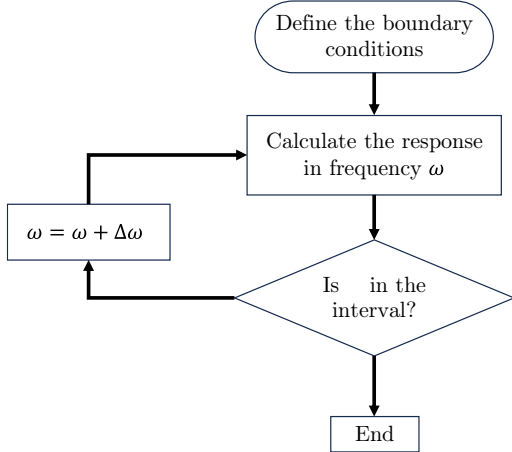 Define the boundary
conditions
Calculate the response
in frequency ω
ω = ω + Δω
Is in the
interval?
End